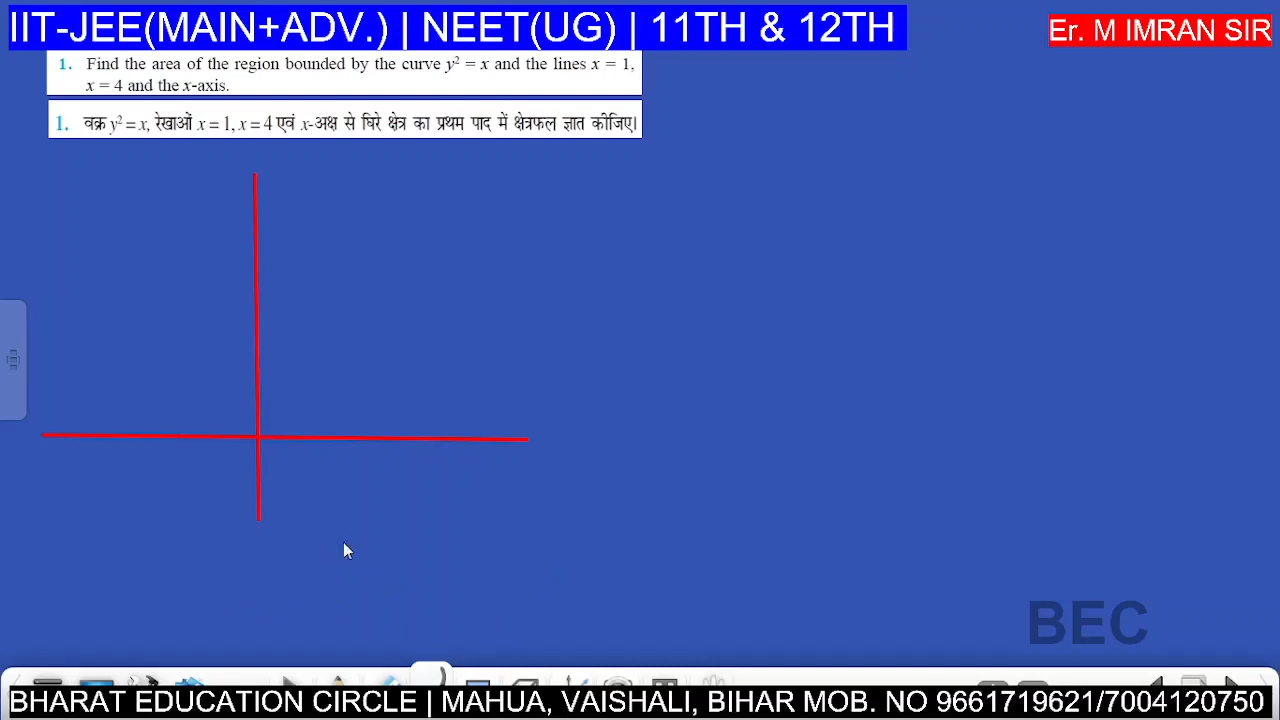 IIT-JEE(MAIN+ADV.) | NEET(UG) | 11TH & 12TH
Er. M IMRAN SIR
1. Find the area of the region bounded by the curve y² = x and the lines x = 1,
x = 4 and the x-axis.
1. वक्र y² = x, रेखाओं x = 1, x = 4 एवं x-अक्ष से घिरे क्षेत्र का प्रथम पाद में क्षेत्रफल ज्ञात कीजिए।
BEC
BHARAT EDUCATION CIRCLE | MAHUA, VAISHALI, BIHAR MOB. NO 9661719621/7004120750